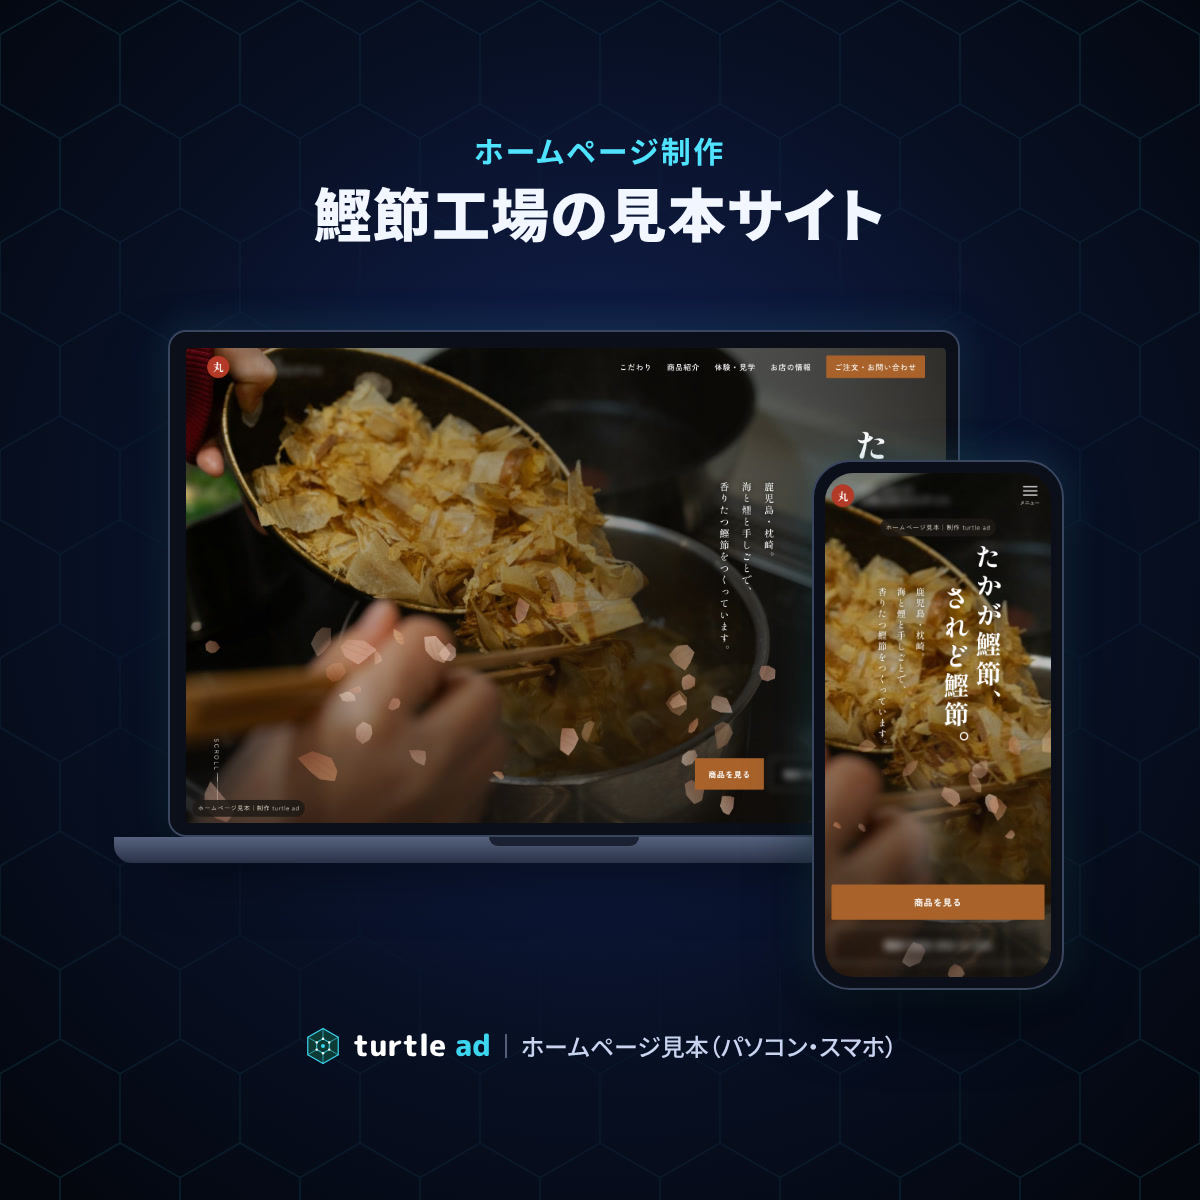 ホームページ制作
鰹節工場の見本サイト
丸
こだわり
商品紹介
体験・見学
お店の情報
ご注文・お問い合わせ
た
鹿児島・枕崎。
海と煙と手しごとで、
香りたつ鰹節をつくっています。
SCROLL
商品を見る
ホームページ見本｜制作 turtle ad
丸
メニュー
ホームページ見本｜制作 turtle ad
たかが鰹節、
されど鰹節。
鹿児島・枕崎
海と煙と手しごとで、
香りたつ鰹節をつくっています。
商品を見る
turtle ad｜ホームページ見本（パソコン・スマホ）